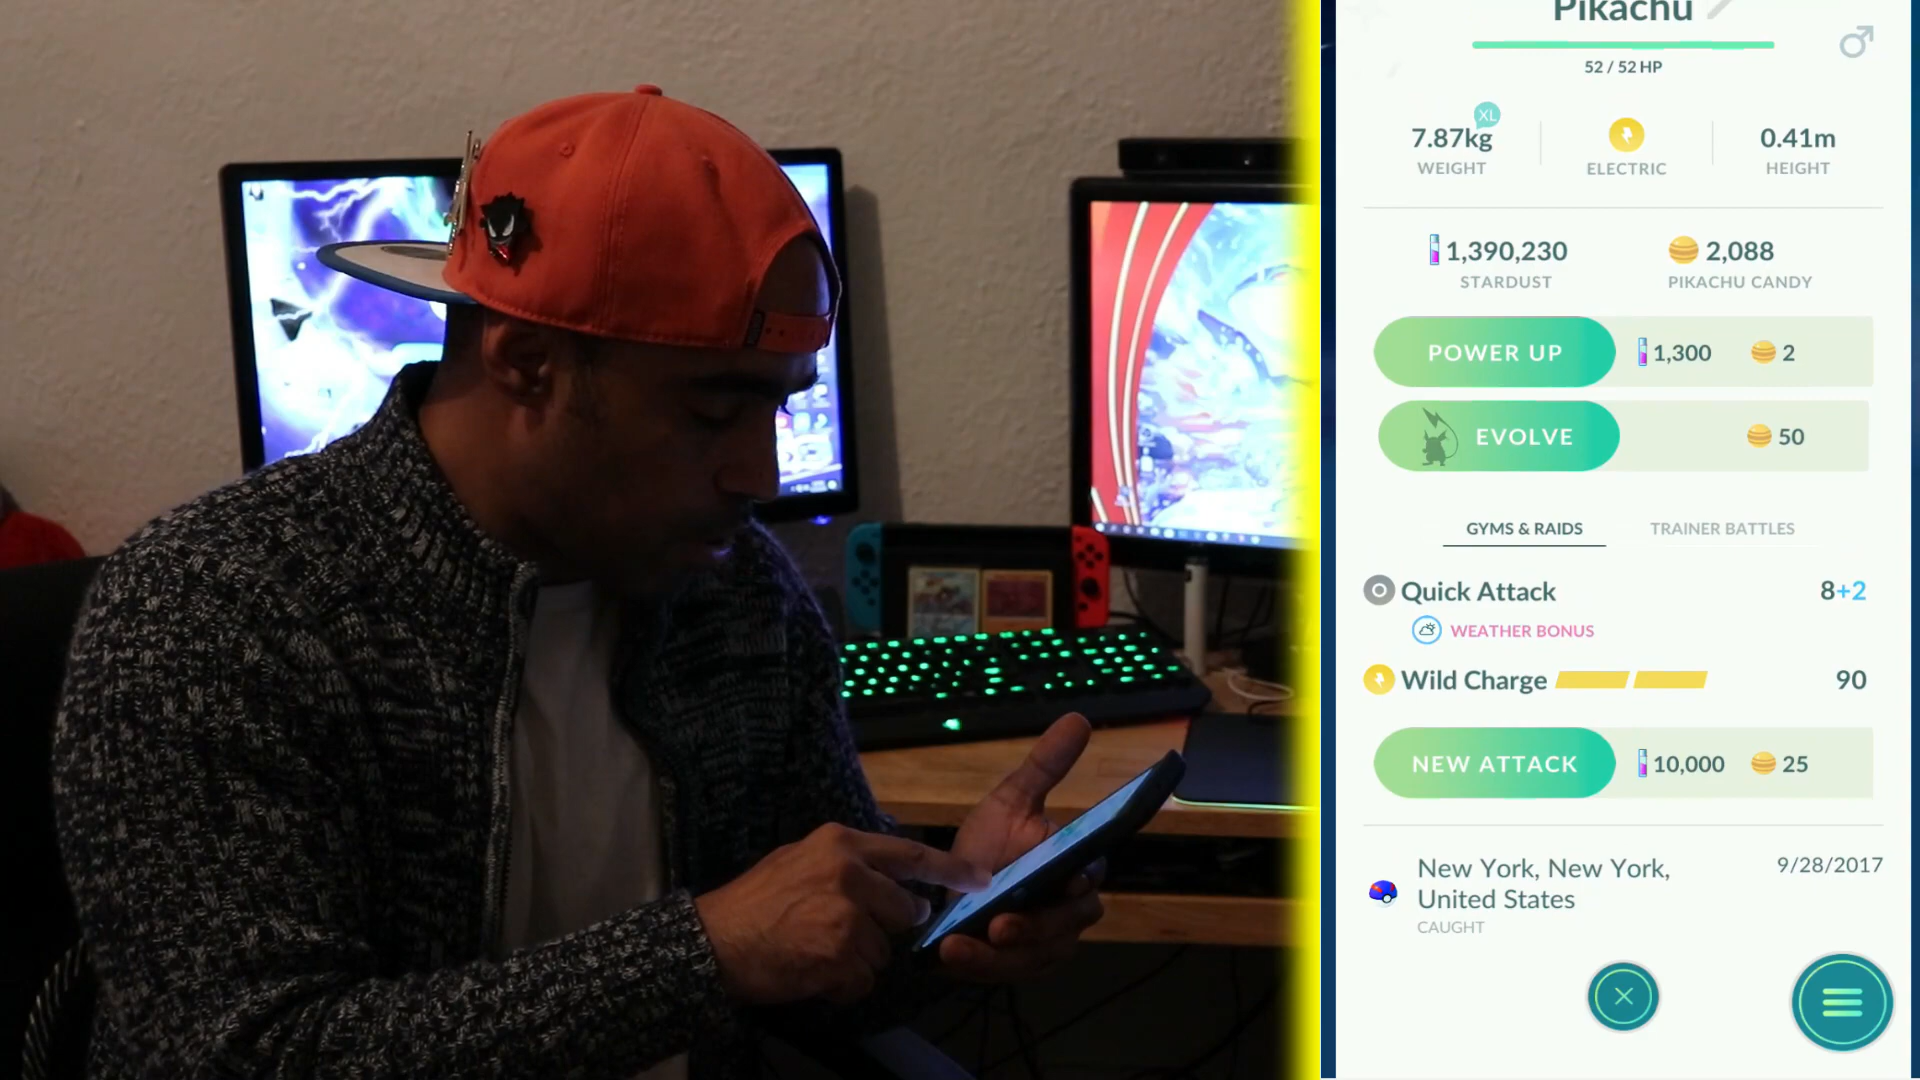 Pikachu
52 / 52 HP
XL
7.87kg
WEIGHT
ELECTRIC
0.41m
HEIGHT
1,390,230
STARDUST
2,088
PIKACHU CANDY
POWER UP 1,300 2
EVOLVE 50
GYMS & RAIDS TRAINER BATTLES
Quick Attack 8+2
WEATHER BONUS
Wild Charge 90
NEW ATTACK 10,000 25
New York, New York, 9/28/2017
United States
CAUGHT